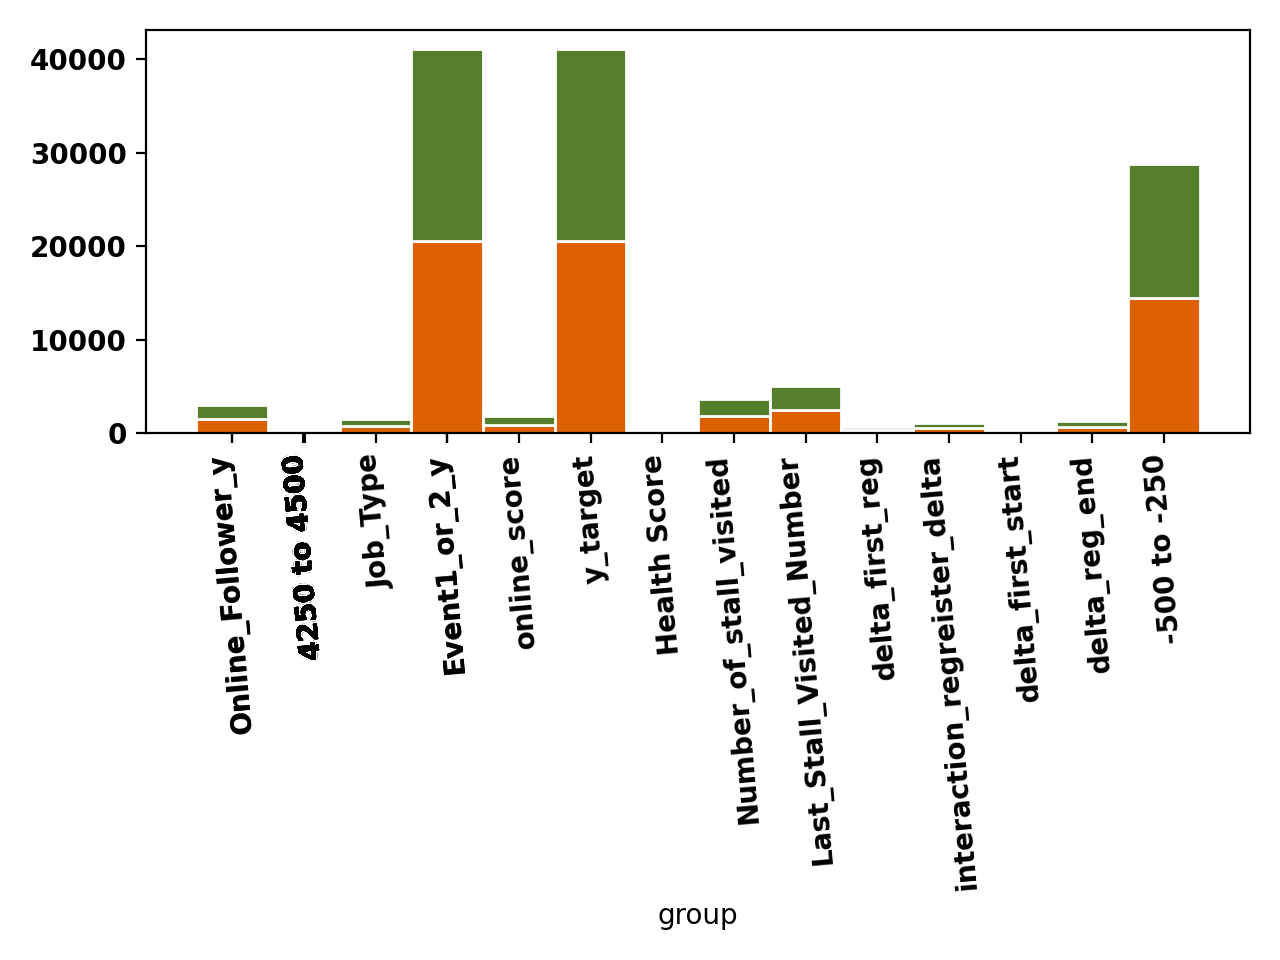 40000
30000
20000
10000
0
Online_Follower_y
4250 to 4500
Job_Type
Event1_or_2_y
online_score
y_target
Health Score
Number_of_stall_visited
Last_Stall_Visited_Number
delta_first_reg
interaction_regreister_delta
delta_first_start
delta_reg_end
-500 to -250
group